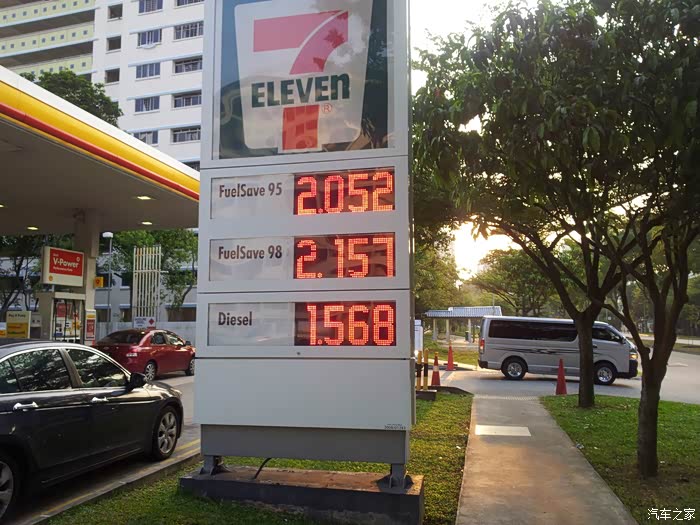 7
ELEVEN
®
FuelSave 95 2.052
FuelSave 98 2.157
Diesel 1.568
V-Power
汽车之家